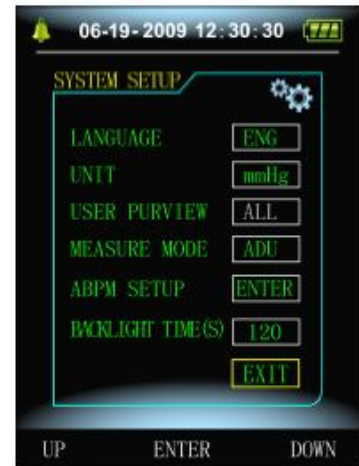 06-19-2009 12:30:30
SYSTEM SETUP
LANGUAGE ENG
UNIT mmHg
USER PURVIEW ALL
MEASURE MODE ADU
ABPM SETUP ENTER
BACKLIGHT TIME(S) 120
EXIT
UP ENTER DOWN